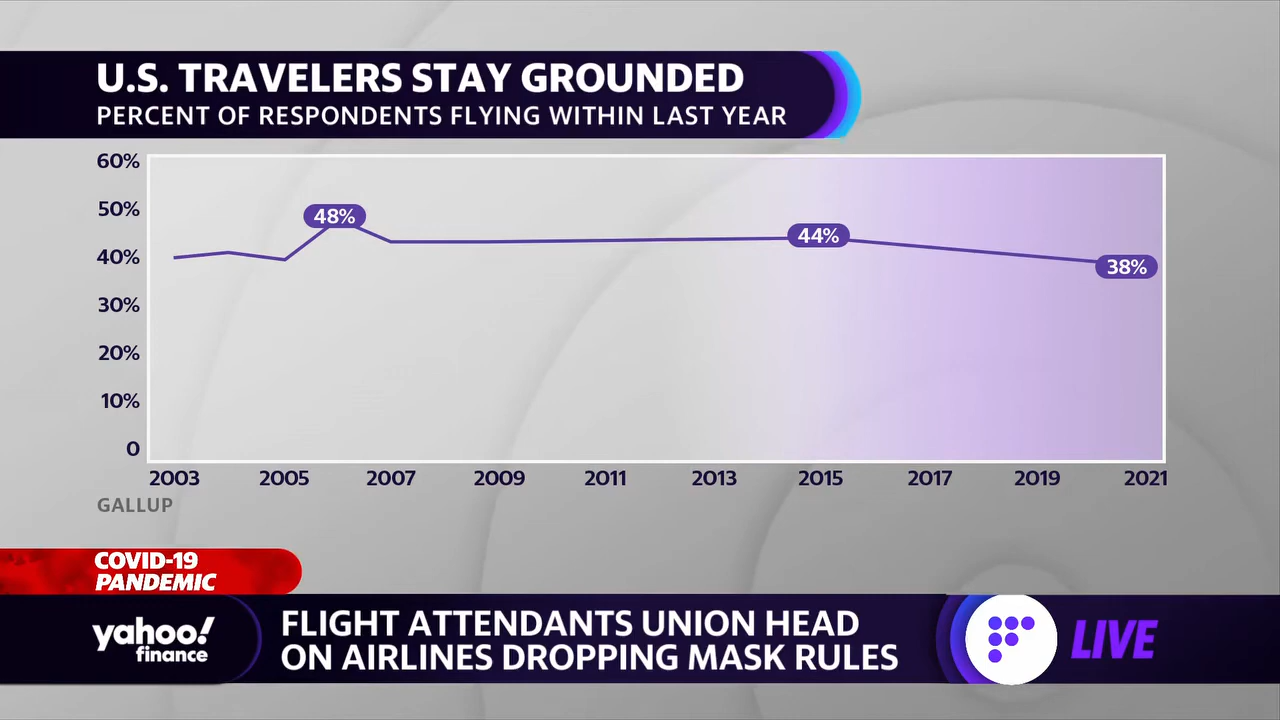 U.S. TRAVELERS STAY GROUNDED
PERCENT OF RESPONDENTS FLYING WITHIN LAST YEAR
60%
50%
40%
30%
20%
10%
0
48%
44%
38%
2003 2005 2007 2009 2011 2013 2015 2017 2019 2021
GALLUP
COVID-19
PANDEMIC
yahoo!
finance
FLIGHT ATTENDANTS UNION HEAD
ON AIRLINES DROPPING MASK RULES
LIVE